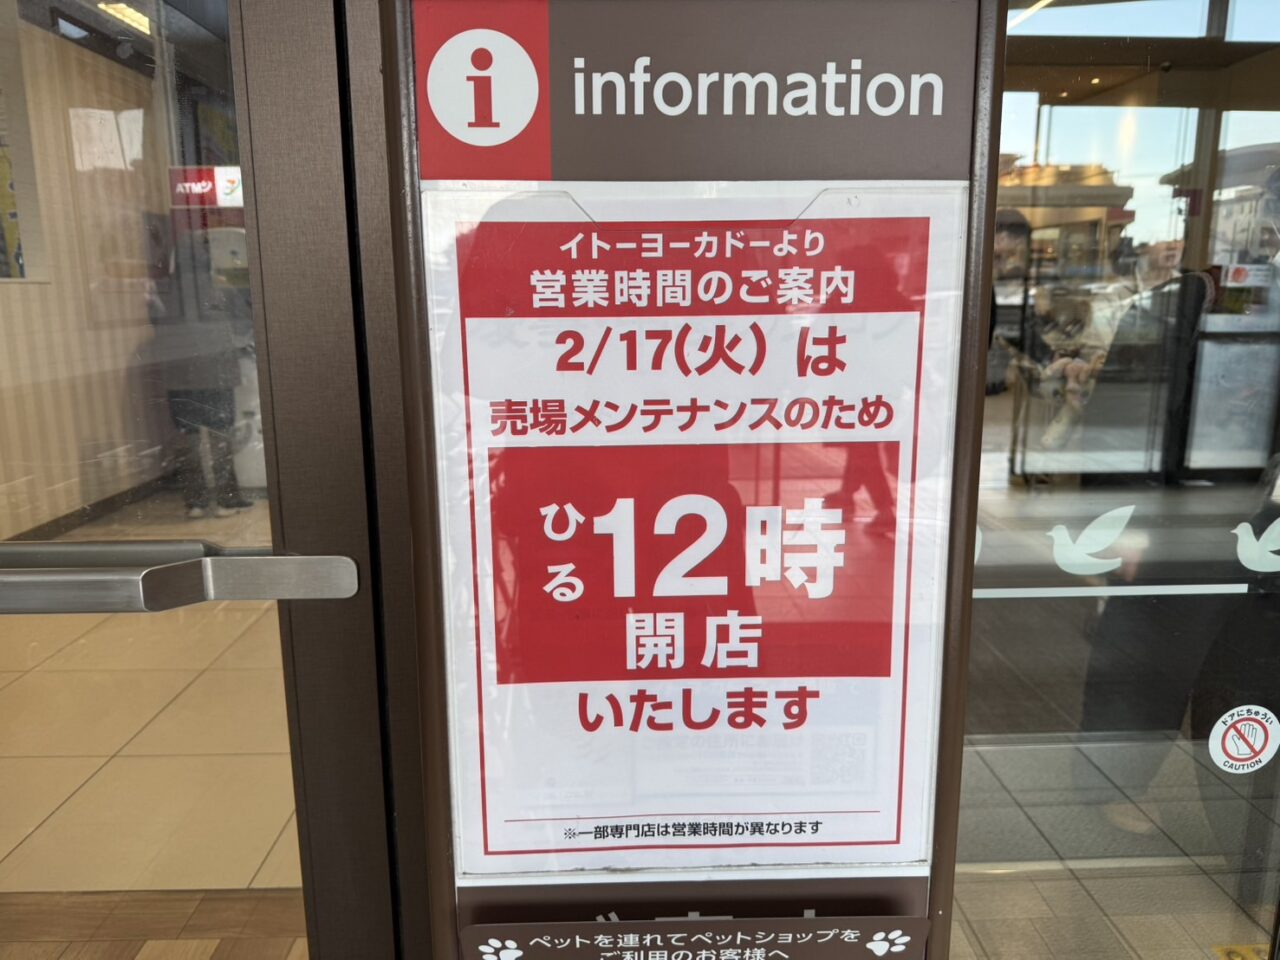 information
イトーヨーカドーより
営業時間のご案内
2/17(火)は
売場メンテナンスのため
ひる12時
開店
いたします
※一部専門店は営業時間が異なります
ペットを連れてペットショップを
ご利用のお客様へ
ATM
ドアにちゅうい
CAUTION